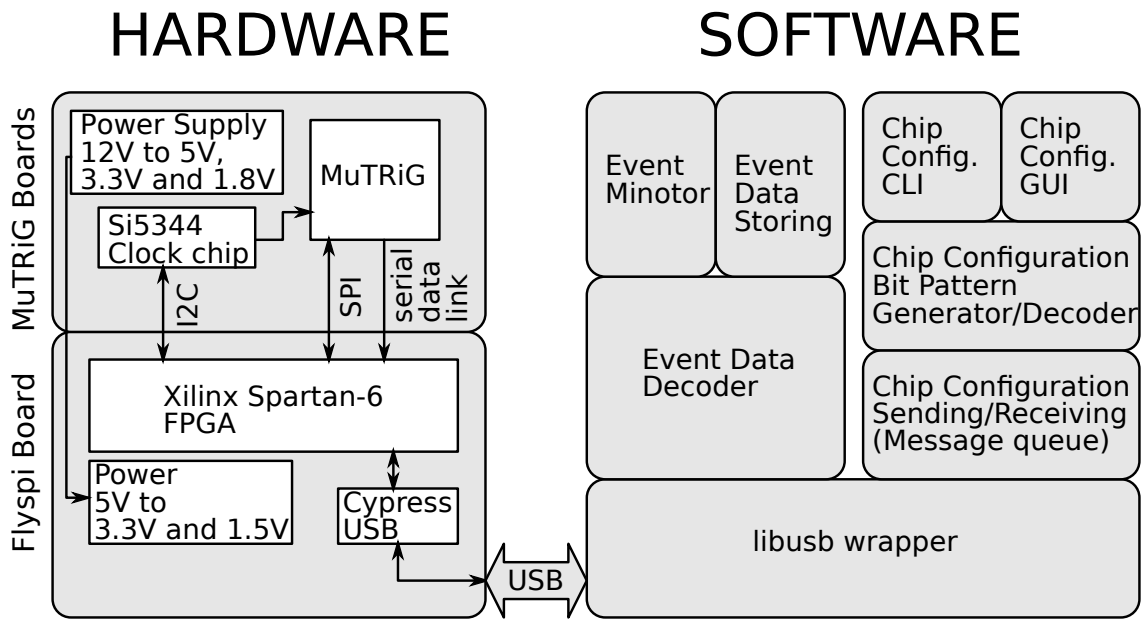 HARDWARE
SOFTWARE
MuTRiG Boards
Power Supply
12V to 5V,
3.3V and 1.8V
MuTRiG
Si5344
Clock chip
I2C
SPI
serial
data
link
Flyspi Board
Xilinx Spartan-6
FPGA
Power
5V to
3.3V and 1.5V
Cypress
USB
USB
Event
Minotor
Event
Data
Storing
Chip
Config.
CLI
Chip
Config.
GUI
Chip Configuration
Bit Pattern
Generator/Decoder
Event Data
Decoder
Chip Configuration
Sending/Receiving
(Message queue)
libusb wrapper